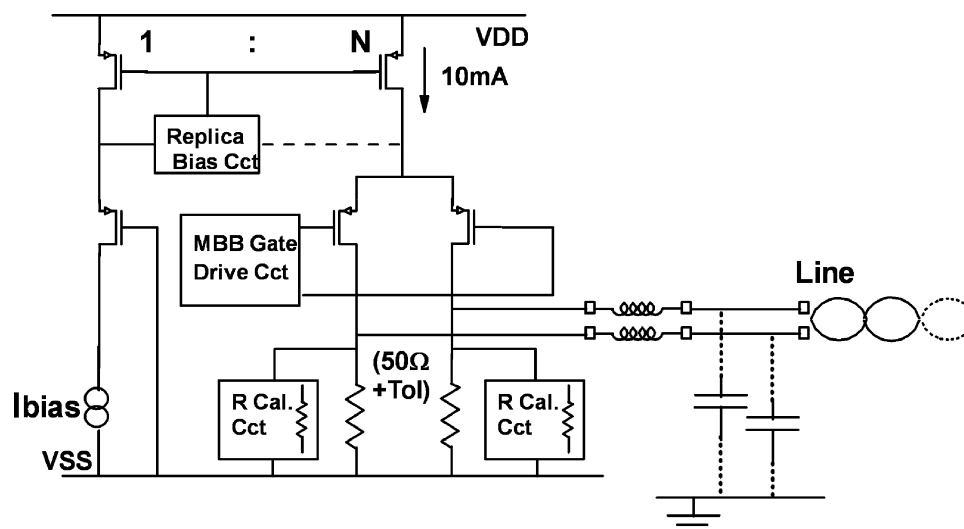 1 : N
VDD
10mA
Replica
Bias Cct
MBB Gate
Drive Cct
Line
(50Ω
+Tol)
R Cal.
Cct
R Cal.
Cct
Ibias
VSS